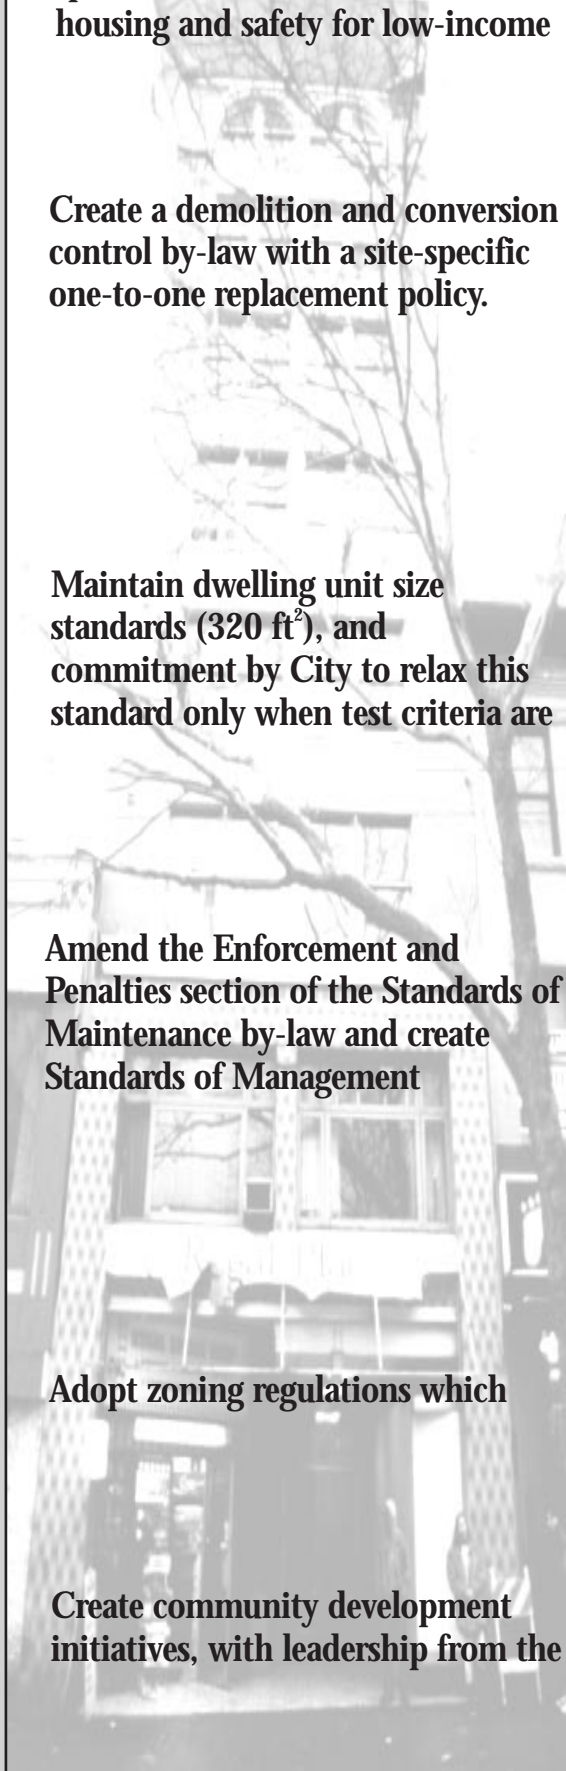 housing and safety for low-income
Create a demolition and conversion
control by-law with a site-specific
one-to-one replacement policy.
Maintain dwelling unit size
standards (320 ft²), and
commitment by City to relax this
standard only when test criteria are
Amend the Enforcement and
Penalties section of the Standards of
Maintenance by-law and create
Standards of Management
Adopt zoning regulations which
Create community development
initiatives, with leadership from the